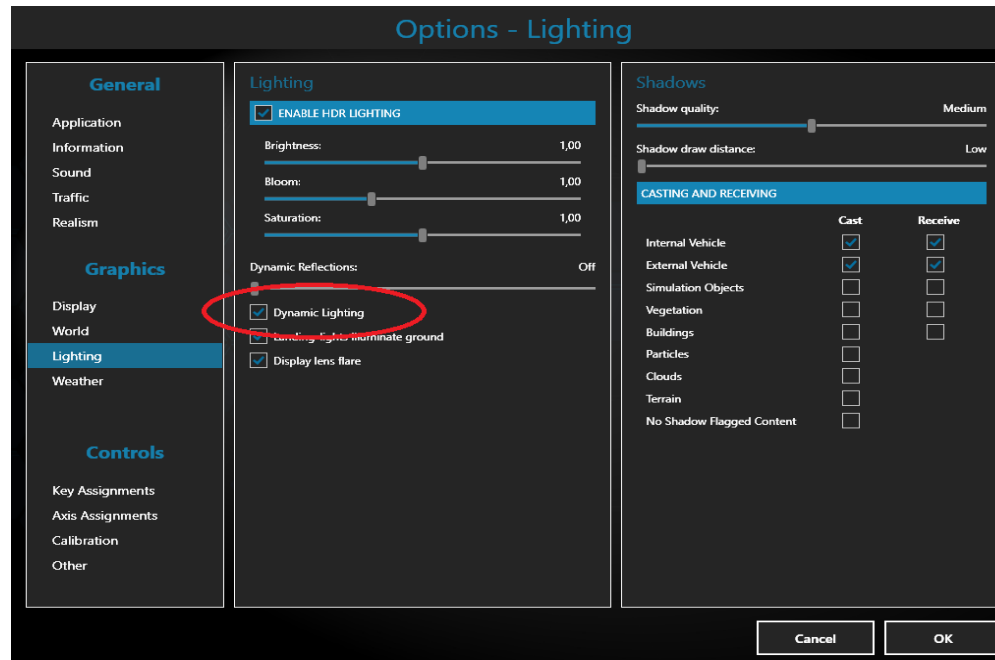 Options - Lighting
General
Application
Information
Sound
Traffic
Realism
Graphics
Display
World
Lighting
Weather
Controls
Key Assignments
Axis Assignments
Calibration
Other
Lighting
ENABLE HDR LIGHTING
Brightness: 1,00
Bloom: 1,00
Saturation: 1,00
Dynamic Reflections: Off
Dynamic Lighting
Landing lights illuminate ground
Display lens flare
Shadows
Shadow quality: Medium
Shadow draw distance: Low
CASTING AND RECEIVING
Cast Receive
Internal Vehicle
External Vehicle
Simulation Objects
Vegetation
Buildings
Particles
Clouds
Terrain
No Shadow Flagged Content
Cancel OK